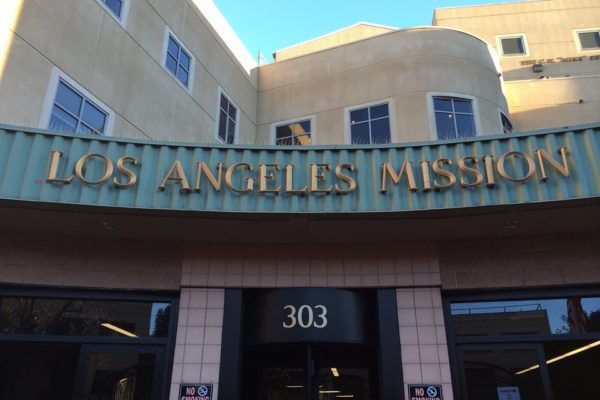 LOS ANGELES MISSION
303
NO
SMOKING
NO
SMOKING